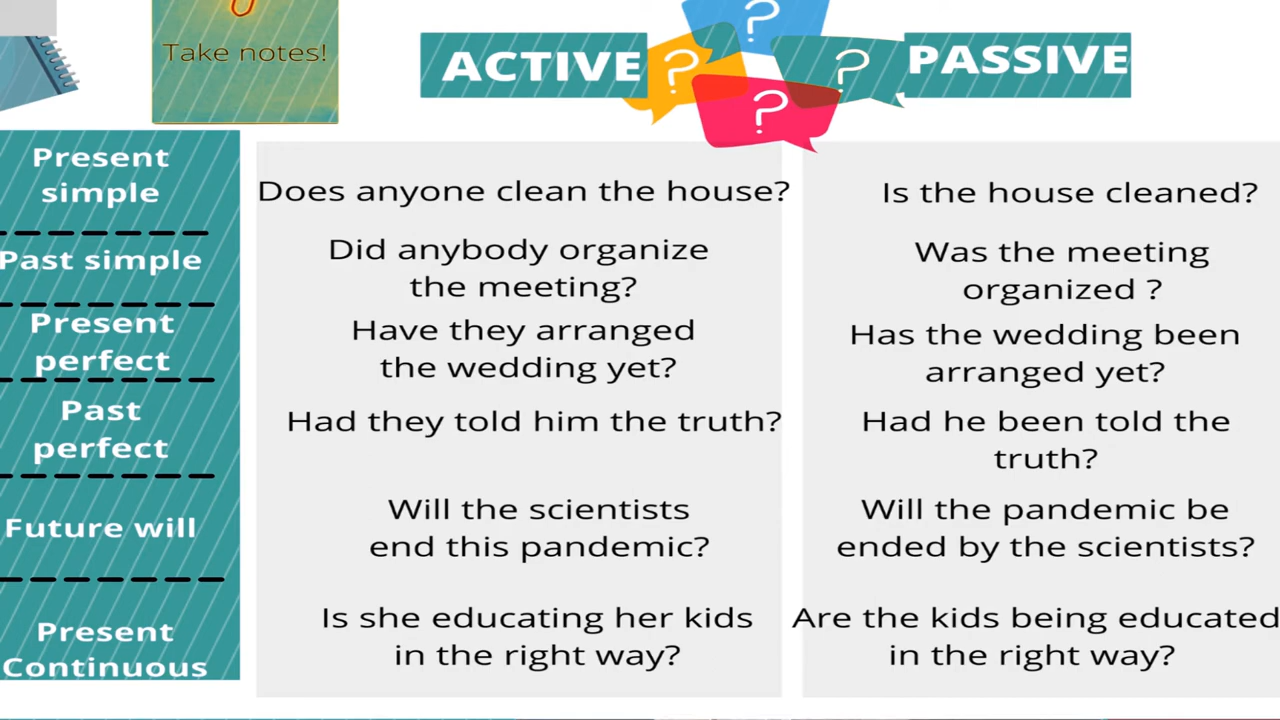 Take notes!
ACTIVE
? ? ? ?
PASSIVE
Present
simple
Does anyone clean the house?
Is the house cleaned?
Past simple
Did anybody organize
the meeting?
Was the meeting
organized ?
Present
perfect
Have they arranged
the wedding yet?
Has the wedding been
arranged yet?
Past
perfect
Had they told him the truth?
Had he been told the
truth?
Future will
Will the scientists
end this pandemic?
Will the pandemic be
ended by the scientists?
Present
Continuous
Is she educating her kids
in the right way?
Are the kids being educated
in the right way?